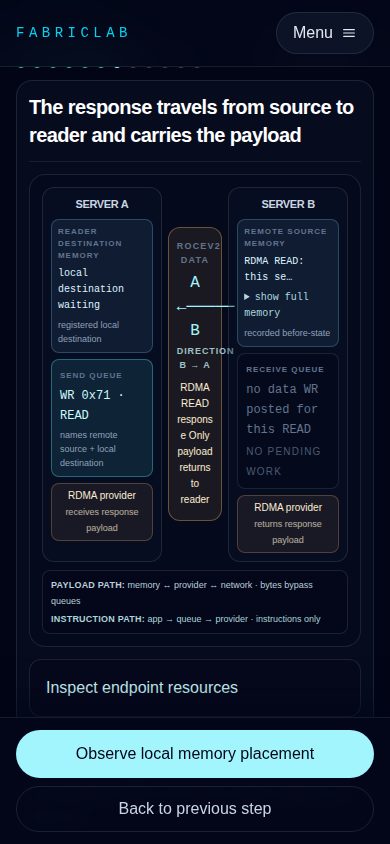 FABRICLAB
Menu
The response travels from source to
reader and carries the payload
SERVER A
READER
DESTINATION
MEMORY
local
destination
waiting
registered local
destination
SEND QUEUE
WR 0x71 ·
READ
names remote
source + local
destination
RDMA provider
receives response
payload
ROCEV2
DATA
A
←
B
DIRECTION
B → A
RDMA
READ
respons
e Only
payload
returns
to
reader
SERVER B
REMOTE SOURCE
MEMORY
RDMA READ:
this se…
▶ show full
memory
recorded before-state
RECEIVE QUEUE
no data WR
posted for
this READ
NO PENDING
WORK
RDMA provider
returns response
payload
PAYLOAD PATH: memory ↔ provider ↔ network · bytes bypass
queues
INSTRUCTION PATH: app → queue → provider · instructions only
Inspect endpoint resources
Observe local memory placement
Back to previous step